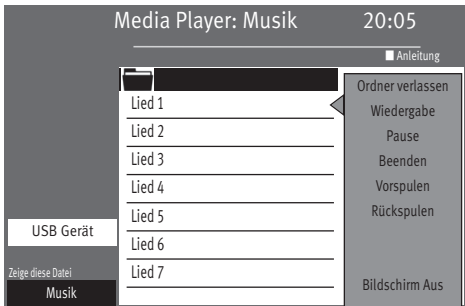 Media Player: Musik 20:05
Anleitung
Lied 1
Lied 2
Lied 3
Lied 4
Lied 5
Lied 6
Lied 7
Ordner verlassen
Wiedergabe
Pause
Beenden
Vorspulen
Rückspulen
Bildschirm Aus
USB Gerät
Zeige diese Datei
Musik